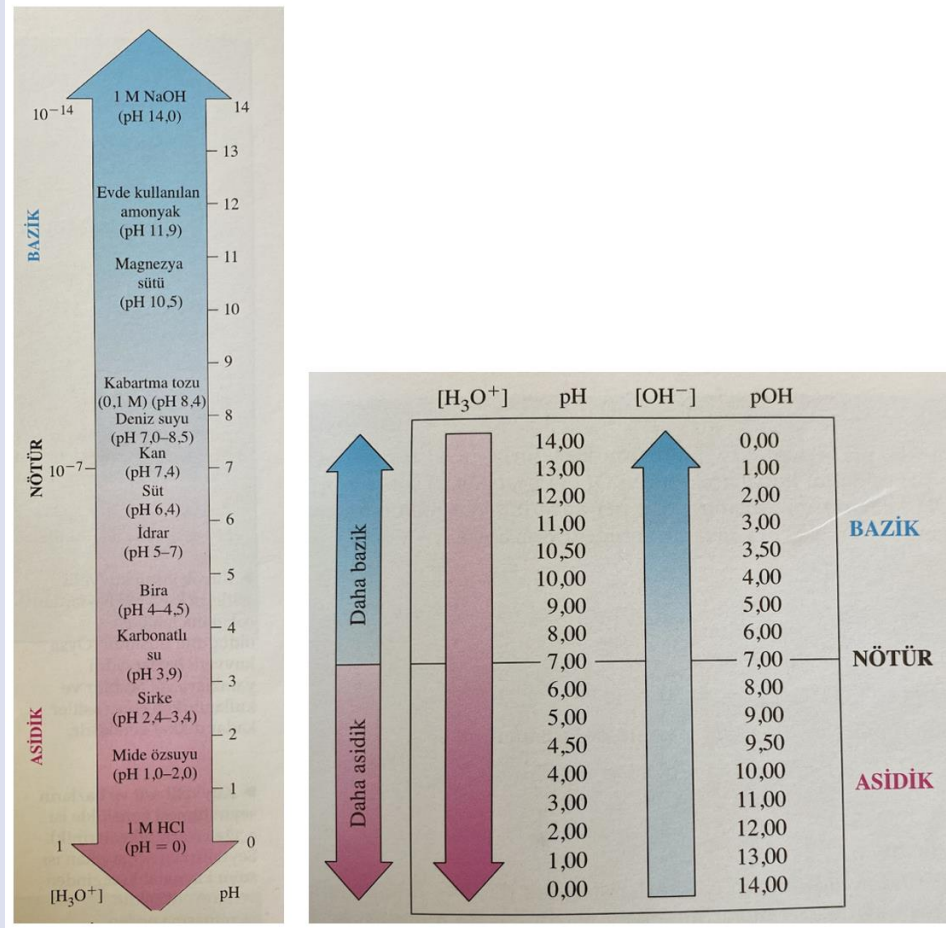 1 M NaOH
(pH 14,0)
10−14
14
13
Evde kullanılan
amonyak
(pH 11,9)
12
BAZİK
11
Magnezya
sütü
(pH 10,5)
10
9
Kabartma tozu
(0,1 M) (pH 8,4)
Deniz suyu
8
(pH 7,0–8,5)
Kan
(pH 7,4)
NÖTÜR
10−7
7
Süt
(pH 6,4)
6
İdrar
(pH 5–7)
5
Bira
(pH 4–4,5)
4
Karbonatlı
su
(pH 3,9)
3
Sirke
(pH 2,4–3,4)
ASİDİK
2
Mide özsuyu
(pH 1,0–2,0)
1
1 M HCl
(pH = 0)
1
0
[H3O+]
pH
[H3O+] pH [OH−] pOH
14,00 0,00
13,00 1,00
12,00 2,00
11,00 3,00
10,50 3,50
10,00 4,00
9,00 5,00
8,00 6,00
7,00 7,00
6,00 8,00
5,00 9,00
4,50 9,50
4,00 10,00
3,00 11,00
2,00 12,00
1,00 13,00
0,00 14,00
Daha bazik
Daha asidik
BAZİK
NÖTÜR
ASİDİK